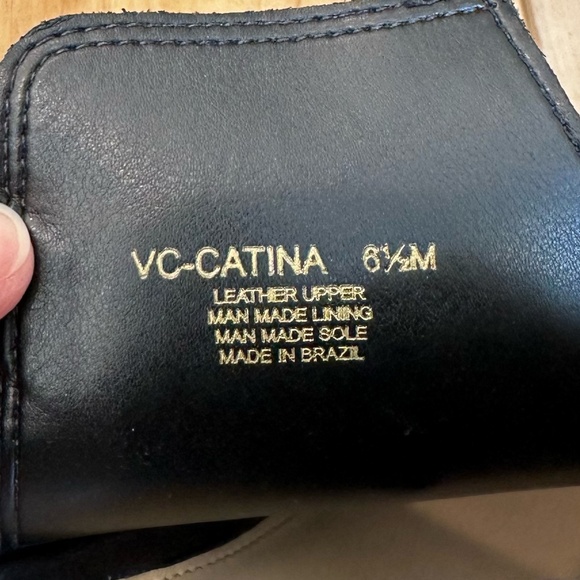 VC-CATINA 6½M
LEATHER UPPER
MAN MADE LINING
MAN MADE SOLE
MADE IN BRAZIL